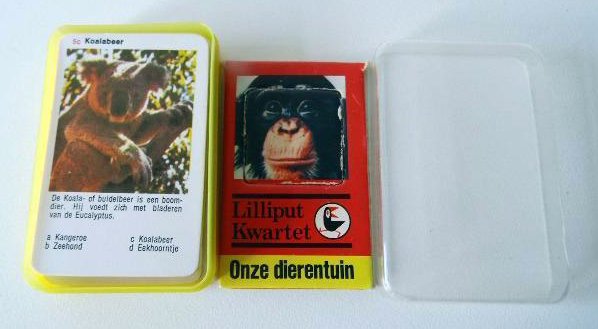 5c Koalabeer
De Koala- of buidelbeer is een boom-
dier. Hij voedt zich met bladeren
van de Eucalyptus.
a Kangeroe c Koalabeer
b Zeehond d Eekhoorntje
Lilliput
Kwartet
Onze dierentuin